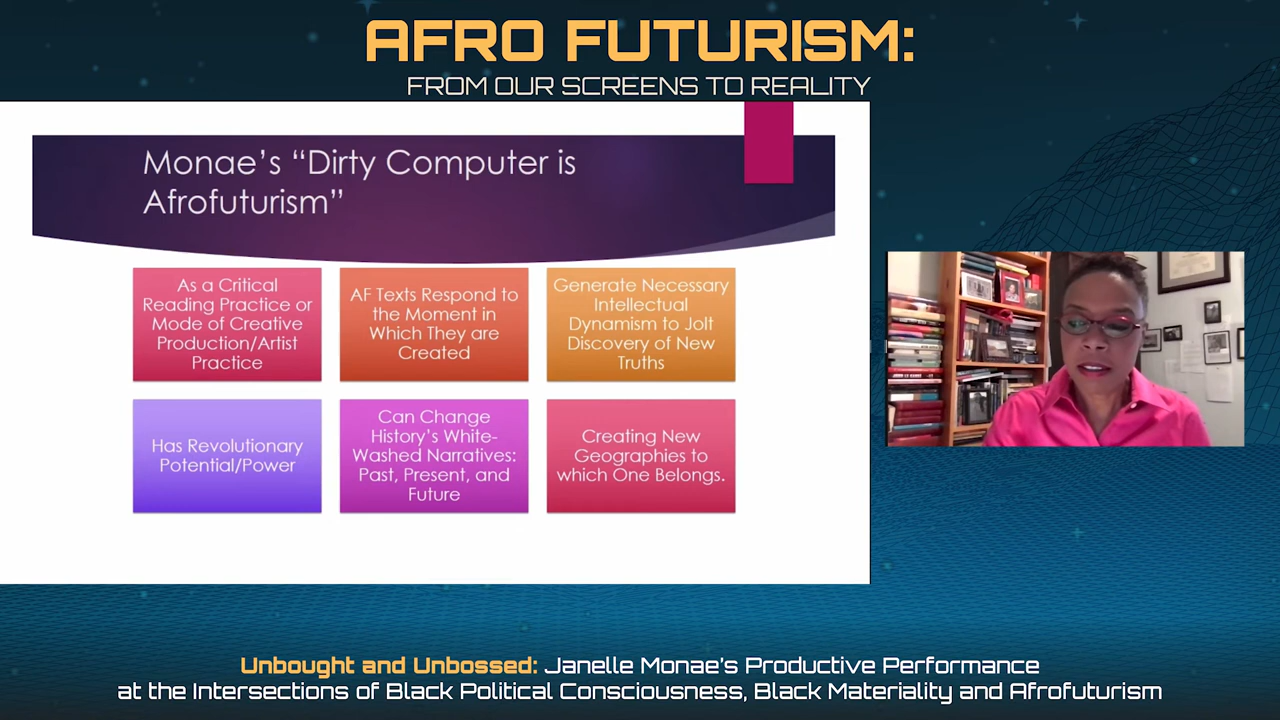 AFRO FUTURISM:
FROM OUR SCREENS TO REALITY
Monae’s “Dirty Computer is
Afrofuturism”
As a Critical
Reading Practice or
Mode of Creative
Production/Artist
Practice
AF Texts Respond to
the Moment in
Which They are
Created
Generate Necessary
Intellectual
Dynamism to Jolt
Discovery of New
Truths
Has Revolutionary
Potential/Power
Can Change
History’s White-
Washed Narratives:
Past, Present, and
Future
Creating New
Geographies to
which One Belongs.
Unbought and Unbossed: Janelle Monae's Productive Performance
at the Intersections of Black Political Consciousness, Black Materiality and Afrofuturism